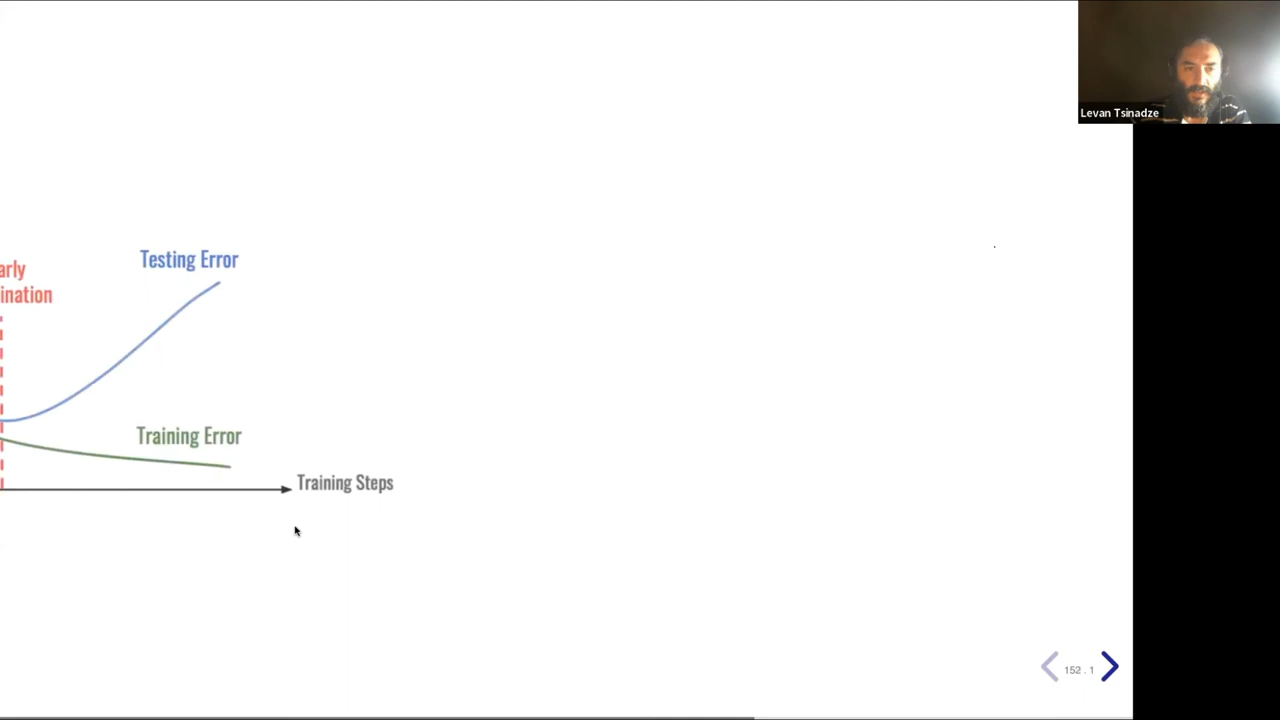 Levan Tsinadze
Testing Error
arly
ination
Training Error
Training Steps
152 . 1